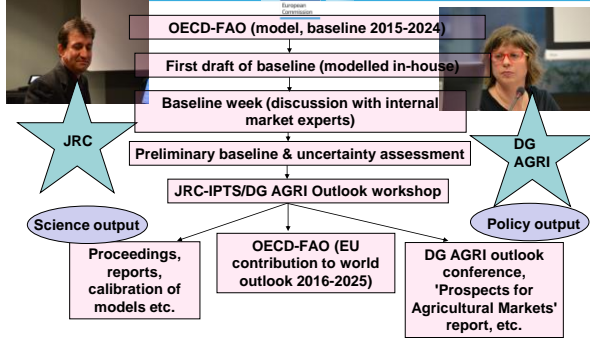 European
Commission
OECD-FAO (model, baseline 2015-2024)
First draft of baseline (modelled in-house)
Baseline week (discussion with internal
market experts)
JRC
DG
AGRI
Preliminary baseline & uncertainty assessment
JRC-IPTS/DG AGRI Outlook workshop
Science output
Policy output
Proceedings,
reports,
calibration of
models etc.
OECD-FAO (EU
contribution to world
outlook 2016-2025)
DG AGRI outlook
conference,
'Prospects for
Agricultural Markets'
report, etc.